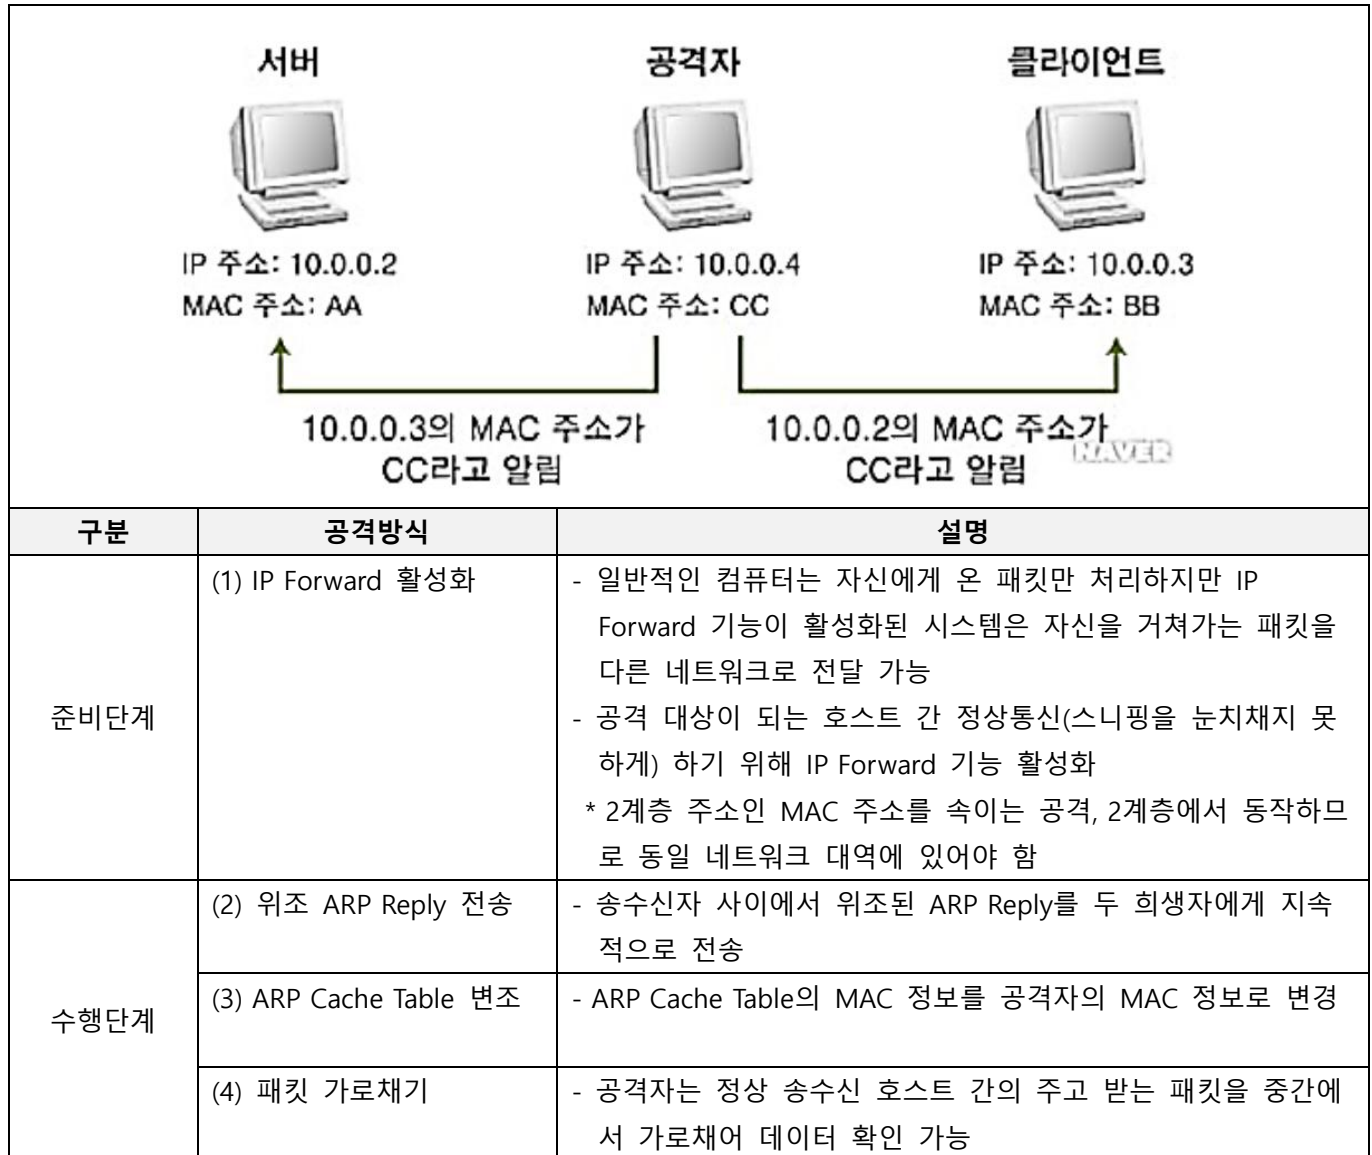 서버 공격자 클라이언트
IP 주소: 10.0.0.2 IP 주소: 10.0.0.4 IP 주소: 10.0.0.3
MAC 주소: AA MAC 주소: CC MAC 주소: BB
10.0.0.3의 MAC 주소가 10.0.0.2의 MAC 주소가
CC라고 알림 CC라고 알림
NAVER
구분 공격방식 설명
준비단계
(1) IP Forward 활성화
- 일반적인 컴퓨터는 자신에게 온 패킷만 처리하지만 IP
Forward 기능이 활성화된 시스템은 자신을 거쳐가는 패킷을
다른 네트워크로 전달 가능
- 공격 대상이 되는 호스트 간 정상통신(스니핑을 눈치채지 못
하게) 하기 위해 IP Forward 기능 활성화
* 2계층 주소인 MAC 주소를 속이는 공격, 2계층에서 동작하므
로 동일 네트워크 대역에 있어야 함
수행단계
(2) 위조 ARP Reply 전송
- 송수신자 사이에서 위조된 ARP Reply를 두 희생자에게 지속
적으로 전송
(3) ARP Cache Table 변조
- ARP Cache Table의 MAC 정보를 공격자의 MAC 정보로 변경
(4) 패킷 가로채기
- 공격자는 정상 송수신 호스트 간의 주고 받는 패킷을 중간에
서 가로채어 데이터 확인 가능